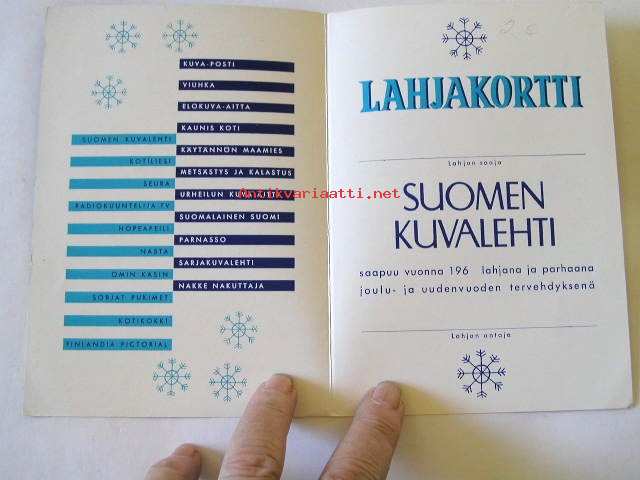 KUVA-POSTI
VIUHKA
ELOKUVA-AITTA
KAUNIS KOTI
KÄYTÄNNÖN MAAMIES
METSÄSTYS JA KALASTUS
URHEILUN KUVALEHTI
SUOMALAINEN SUOMI
PARNASSO
SARJAKUVALEHTI
NAKKE NAKUTTAJA
SUOMEN KUVALEHTI
KOTILIESI
SEURA
RADIOKUUNTELIJA-TV
HOPEAPEILI
NASTA
OMIN KÄSIN
SORJAT PUKIMET
KOTIKOKKI
FINLANDIA PICTORIAL
Antikvariaatti.net
LAHJAKORTTI
Lahjan saaja
SUOMEN
KUVALEHTI
saapuu vuonna 196 lahjana ja parhaana
joulu- ja uudenvuoden tervehdyksenä
Lahjan antaja